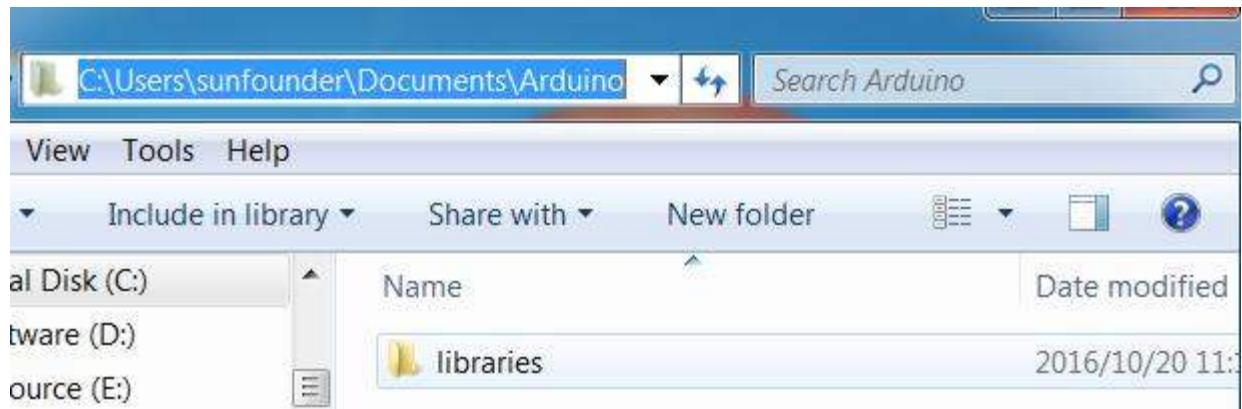 C:\Users\sunfounder\Documents\Arduino Search Arduino
View Tools Help
Include in library Share with New folder
al Disk (C:) Name Date modified
tware (D:)
libraries 2016/10/20 11:
ource (E:)